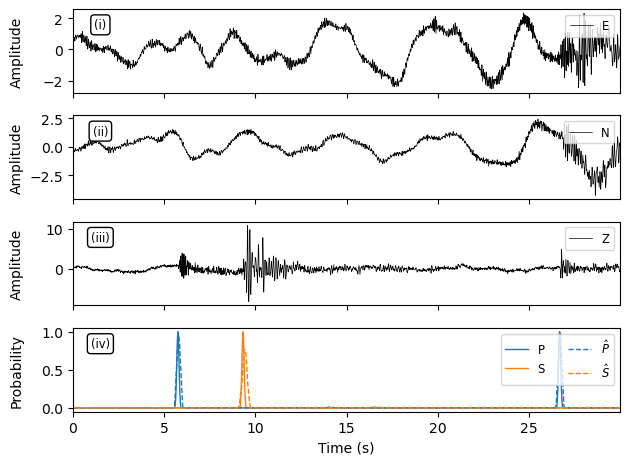 (i)
E
Amplitude
2
0
−2
(ii)
N
Amplitude
2.5
0.0
−2.5
(iii)
Z
Amplitude
10
0
(iv)
P
S
P̂
Ŝ
Probability
1.0
0.5
0.0
0 5 10 15 20 25
Time (s)